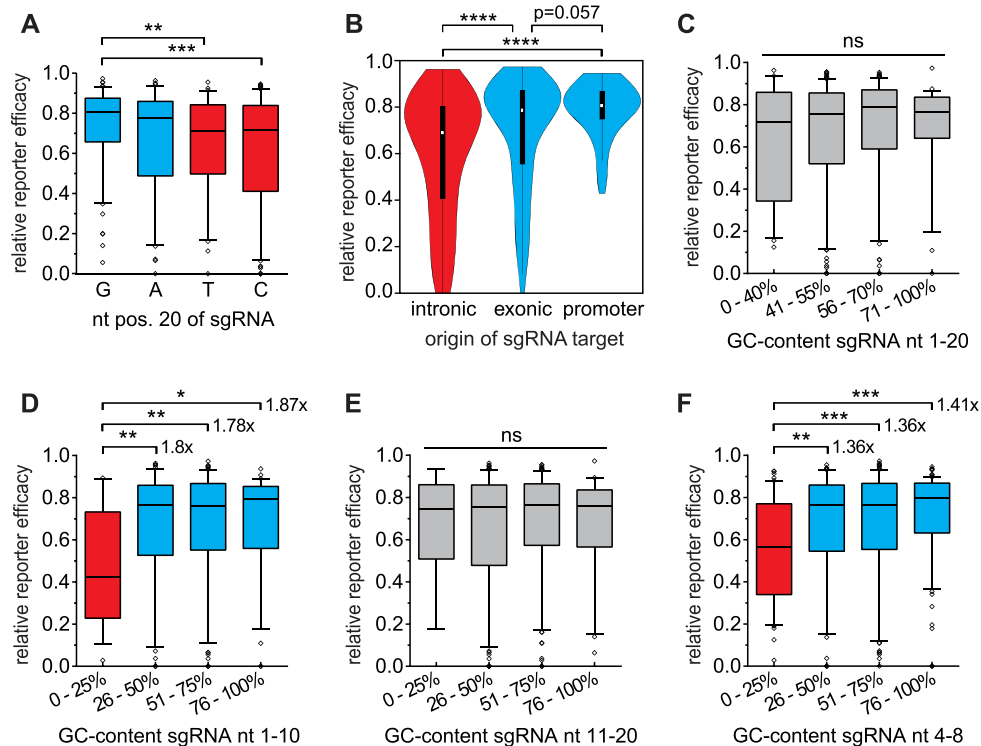 A
**
***
relative reporter efficacy
1.0
0.8
0.6
0.4
0.2
0.0
G A T C
nt pos. 20 of sgRNA
B
**** p=0.057
****
relative reporter efficacy
1.0
0.8
0.6
0.4
0.2
0.0
intronic exonic promoter
origin of sgRNA target
C
ns
relative reporter efficacy
1.0
0.8
0.6
0.4
0.2
0.0
0 - 40% 41 - 55% 56 - 70% 71 - 100%
GC-content sgRNA nt 1-20
D
* 1.87x
** 1.78x
** 1.8x
relative reporter efficacy
1.0
0.8
0.6
0.4
0.2
0.0
0 - 25% 26 - 50% 51 - 75% 76 - 100%
GC-content sgRNA nt 1-10
E
ns
relative reporter efficacy
1.0
0.8
0.6
0.4
0.2
0.0
0 - 25% 26 - 50% 51 - 75% 76 - 100%
GC-content sgRNA nt 11-20
F
*** 1.41x
*** 1.36x
** 1.36x
relative reporter efficacy
1.0
0.8
0.6
0.4
0.2
0.0
0 - 25% 26 - 50% 51 - 75% 76 - 100%
GC-content sgRNA nt 4-8